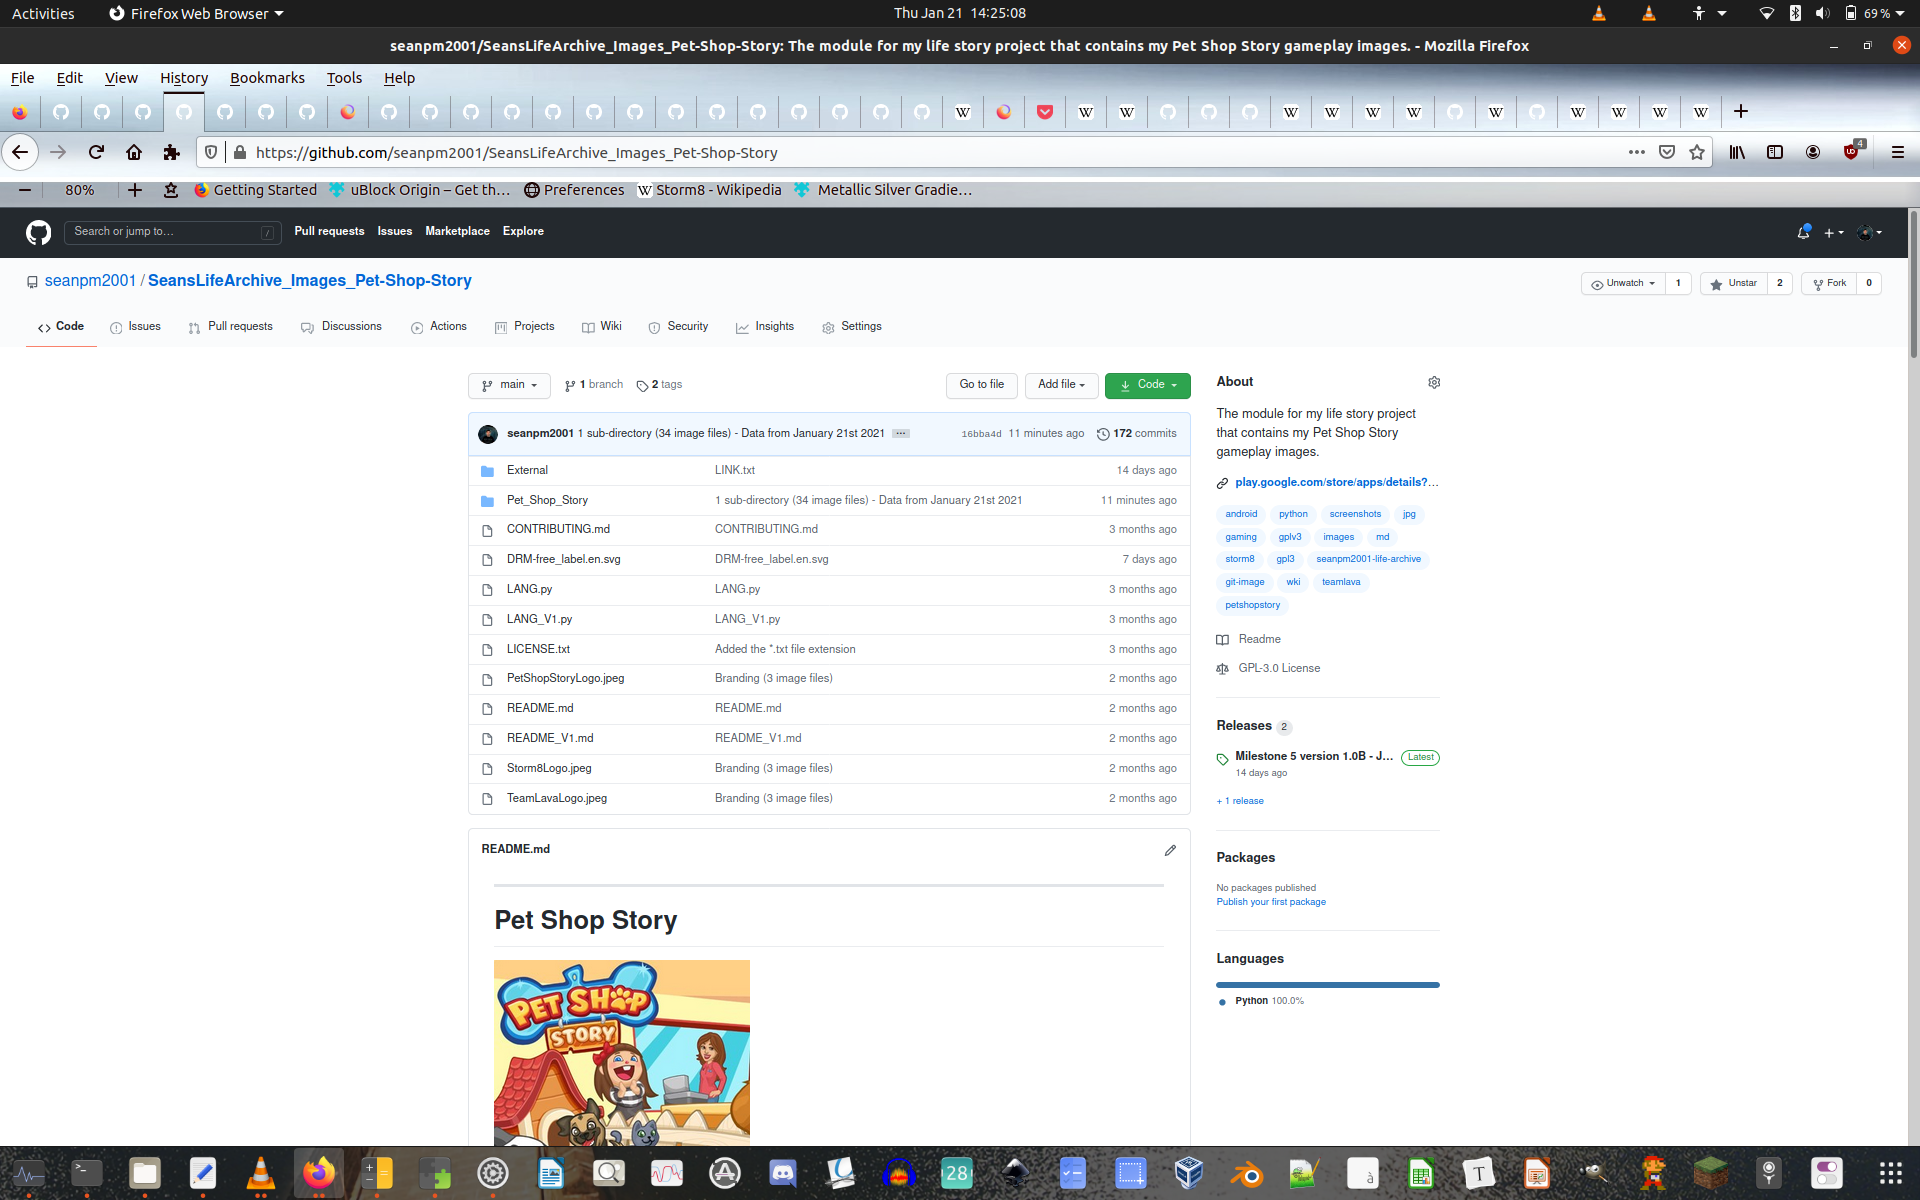 Activities Firefox Web Browser Thu Jan 21 14:25:08 69 %
seanpm2001/SeansLifeArchive_Images_Pet-Shop-Story: The module for my life story project that contains my Pet Shop Story gameplay images. - Mozilla Firefox
File Edit View History Bookmarks Tools Help
https://github.com/seanpm2001/SeansLifeArchive_Images_Pet-Shop-Story 4
80% Getting Started uBlock Origin – Get th… Preferences Storm8 - Wikipedia Metallic Silver Gradie…
Search or jump to… / Pull requests Issues Marketplace Explore
seanpm2001 / SeansLifeArchive_Images_Pet-Shop-Story Unwatch 1 Unstar 2 Fork 0
Code Issues Pull requests Discussions Actions Projects Wiki Security Insights Settings
main 1 branch 2 tags Go to file Add file Code
seanpm2001 1 sub-directory (34 image files) - Data from January 21st 2021 ... 16bba4d 11 minutes ago 172 commits
External LINK.txt 14 days ago
Pet_Shop_Story 1 sub-directory (34 image files) - Data from January 21st 2021 11 minutes ago
CONTRIBUTING.md CONTRIBUTING.md 3 months ago
DRM-free_label.en.svg DRM-free_label.en.svg 7 days ago
LANG.py LANG.py 3 months ago
LANG_V1.py LANG_V1.py 3 months ago
LICENSE.txt Added the *.txt file extension 3 months ago
PetShopStoryLogo.jpeg Branding (3 image files) 2 months ago
README.md README.md 2 months ago
README_V1.md README_V1.md 2 months ago
Storm8Logo.jpeg Branding (3 image files) 2 months ago
TeamLavaLogo.jpeg Branding (3 image files) 2 months ago
README.md
Pet Shop Story
PET SHOP
STORY
About
The module for my life story project
that contains my Pet Shop Story
gameplay images.
play.google.com/store/apps/details?...
android python screenshots jpg
gaming gplv3 images md
storm8 gpl3 seanpm2001-life-archive
git-image wki teamlava
petshopstory
Readme
GPL-3.0 License
Releases 2
Milestone 5 version 1.0B - J... Latest
14 days ago
+ 1 release
Packages
No packages published
Publish your first package
Languages
Python 100.0%
28